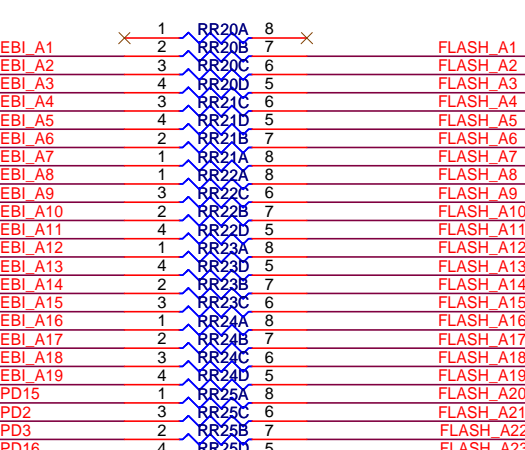 1 RR20A 8
EBI_A1 2 RR20B 7 FLASH_A1
EBI_A2 3 RR20C 6 FLASH_A2
EBI_A3 4 RR20D 5 FLASH_A3
EBI_A4 3 RR21C 6 FLASH_A4
EBI_A5 4 RR21D 5 FLASH_A5
EBI_A6 2 RR21B 7 FLASH_A6
EBI_A7 1 RR21A 8 FLASH_A7
EBI_A8 1 RR22A 8 FLASH_A8
EBI_A9 3 RR22C 6 FLASH_A9
EBI_A10 2 RR22B 7 FLASH_A10
EBI_A11 4 RR22D 5 FLASH_A11
EBI_A12 1 RR23A 8 FLASH_A12
EBI_A13 4 RR23D 5 FLASH_A13
EBI_A14 2 RR23B 7 FLASH_A14
EBI_A15 3 RR23C 6 FLASH_A15
EBI_A16 1 RR24A 8 FLASH_A16
EBI_A17 2 RR24B 7 FLASH_A17
EBI_A18 3 RR24C 6 FLASH_A18
EBI_A19 4 RR24D 5 FLASH_A19
PD15 1 RR25A 8 FLASH_A20
PD2 3 RR25C 6 FLASH_A21
PD3 2 RR25B 7 FLASH_A22
PD16 4 RR25D 5 FLASH_A23